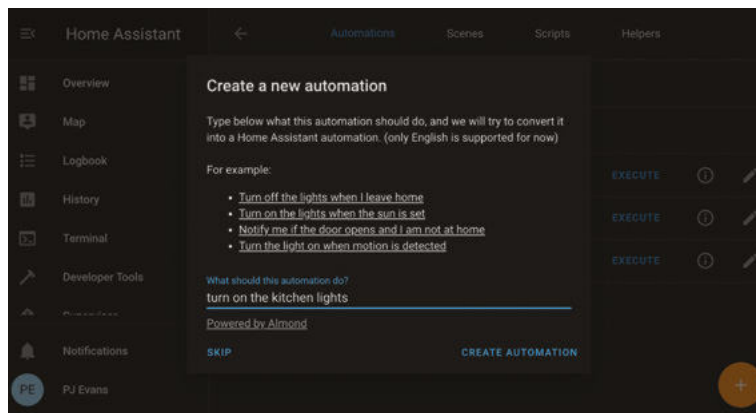 Home Assistant
Automations
Scenes
Scripts
Helpers
Overview
Map
Logbook
History
Terminal
Developer Tools
Notifications
PE
PJ Evans
Create a new automation
Type below what this automation should do, and we will try to convert it
into a Home Assistant automation. (only English is supported for now)
For example:
Turn off the lights when I leave home
Turn on the lights when the sun is set
Notify me if the door opens and I am not at home
Turn the light on when motion is detected
What should this automation do?
turn on the kitchen lights
Powered by Almond
SKIP
CREATE AUTOMATION
EXECUTE
EXECUTE
EXECUTE